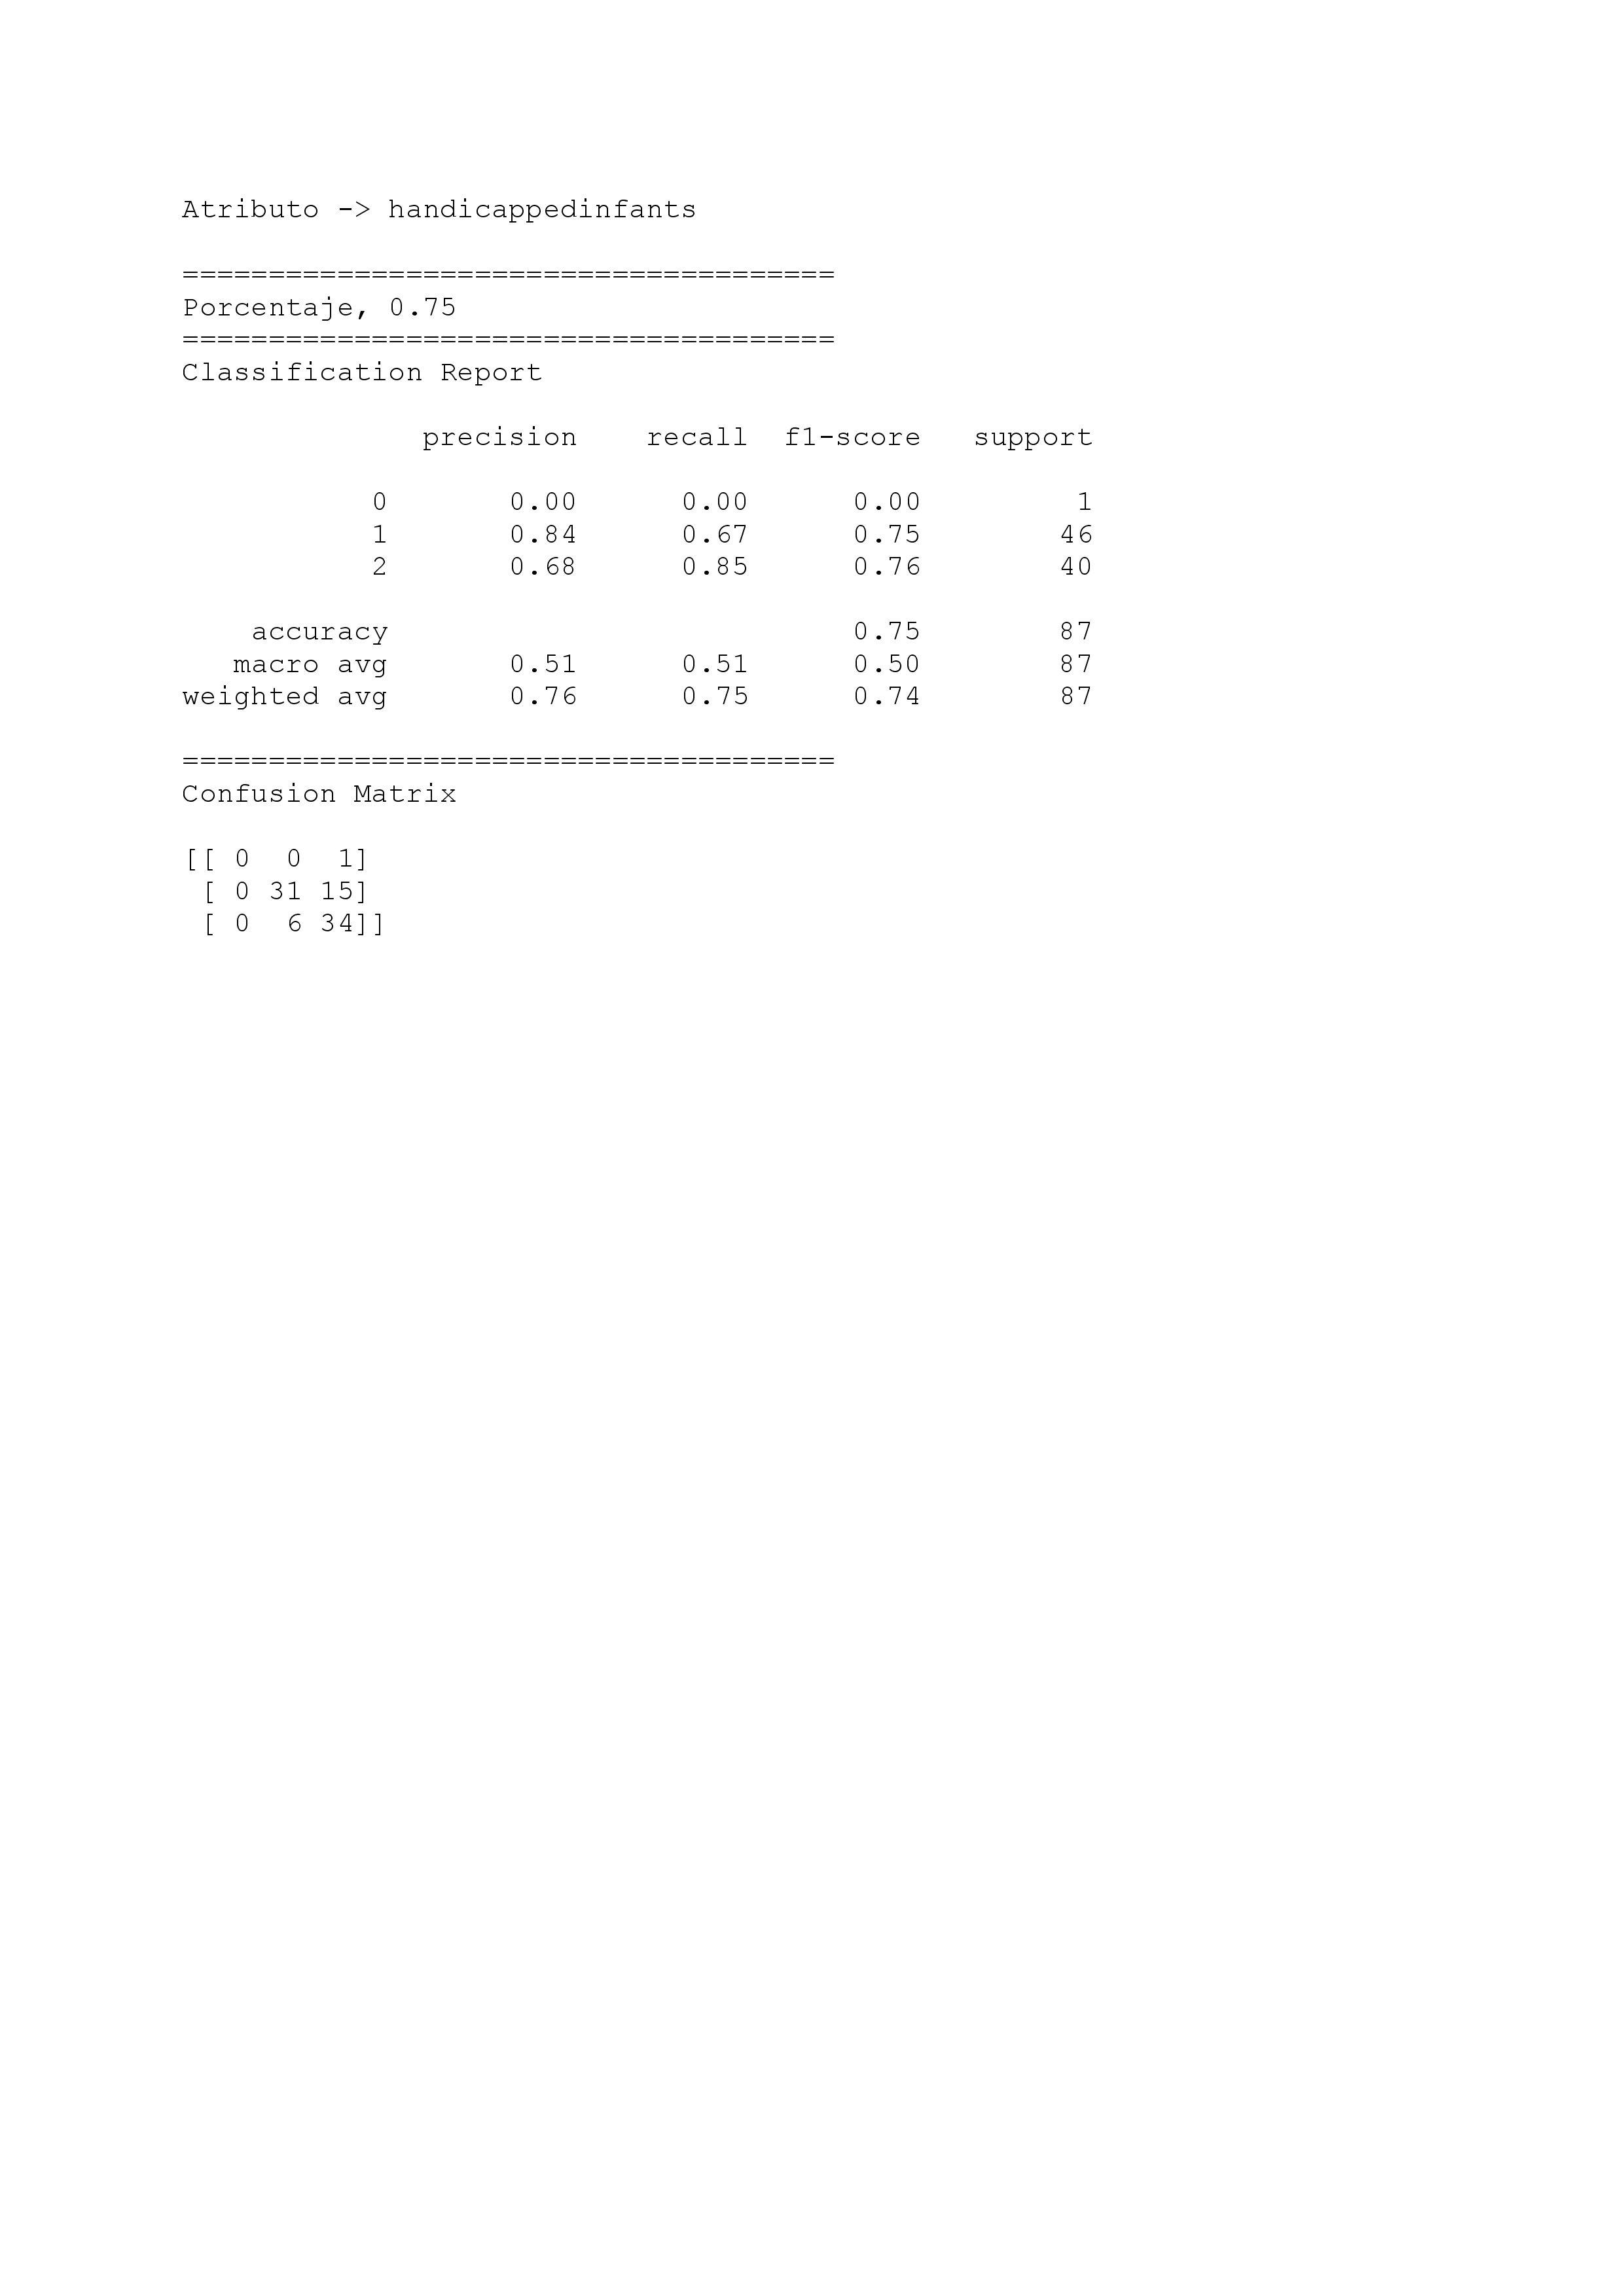 Atributo -> handicappedinfants
======================================
Porcentaje, 0.75
======================================
Classification Report
precision    recall  f1-score   support
0       0.00      0.00      0.00         1
1       0.84      0.67      0.75        46
2       0.68      0.85      0.76        40
accuracy                           0.75        87
macro avg       0.51      0.51      0.50        87
weighted avg       0.76      0.75      0.74        87
======================================
Confusion Matrix
[[ 0  0  1]
[ 0 31 15]
[ 0  6 34]]